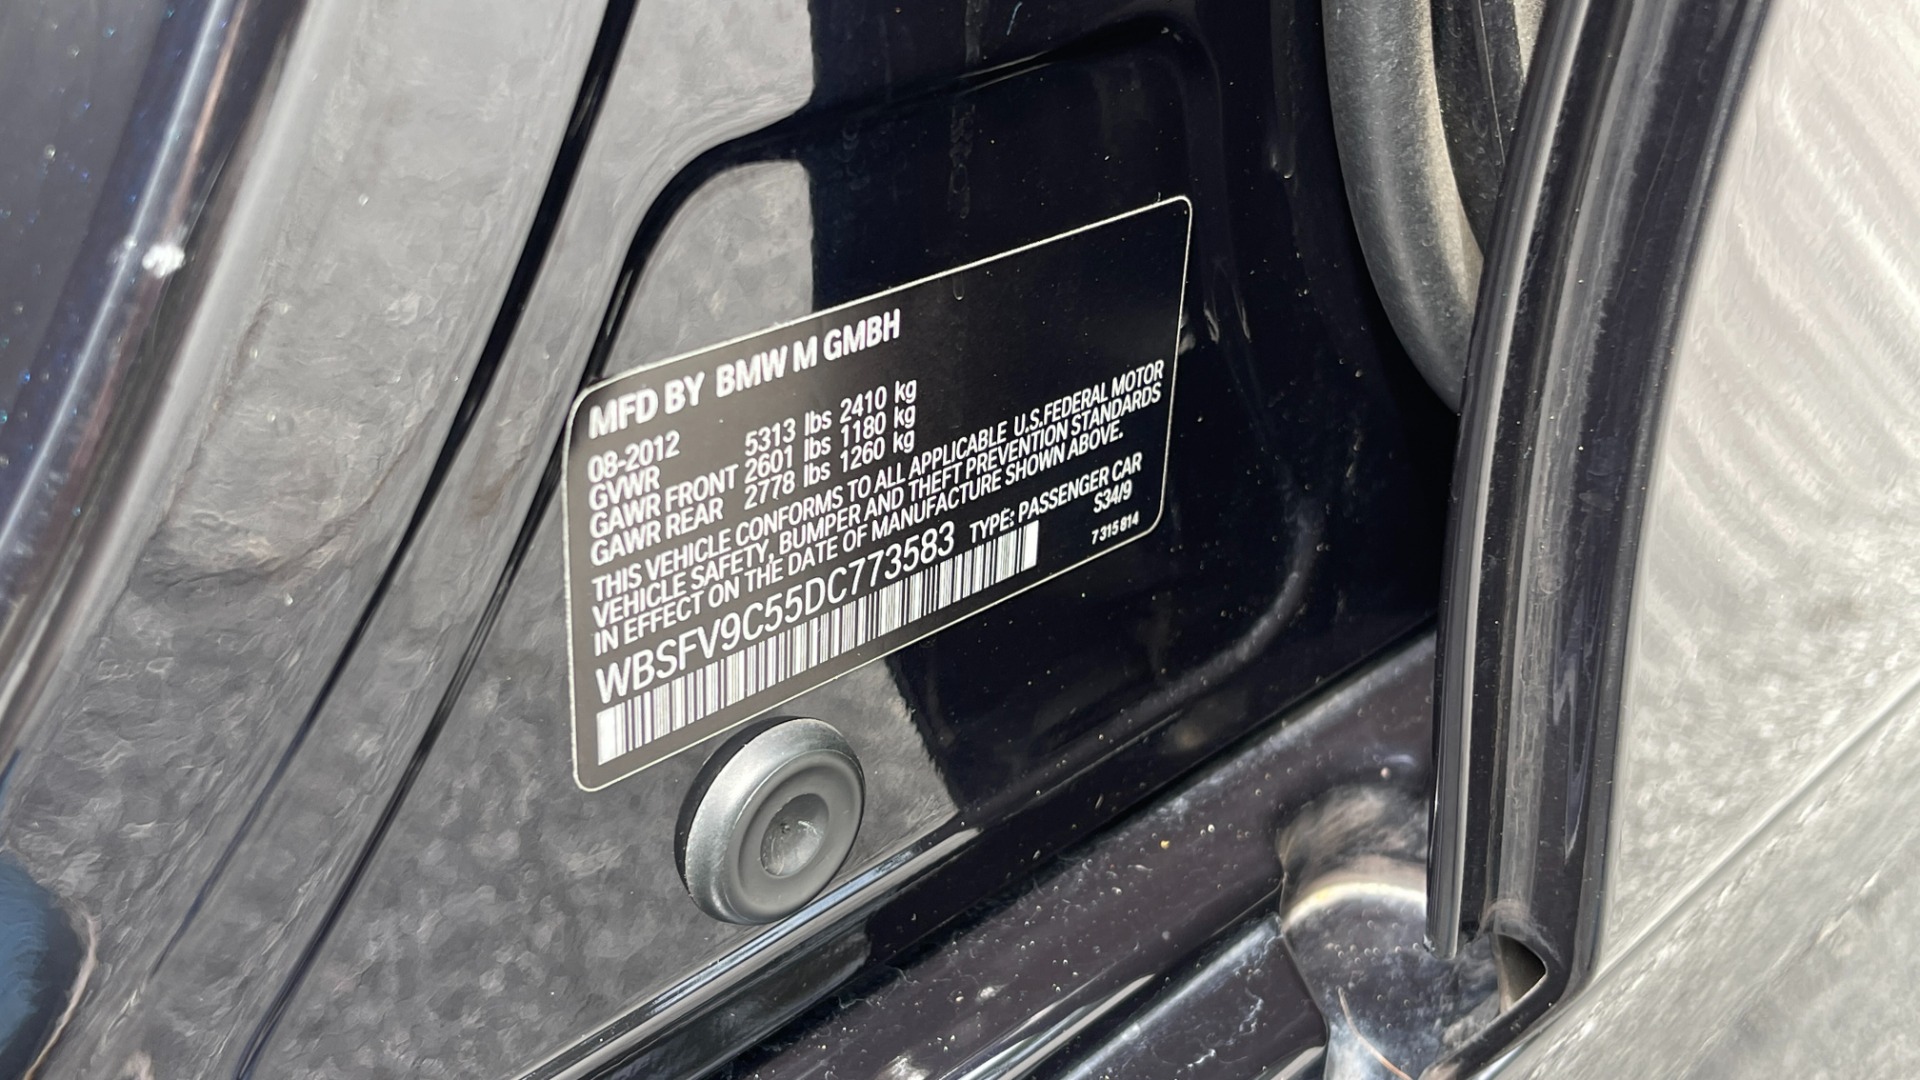 MFD BY BMW M GMBH
08-2012
GVWR 5313 lbs 2410 kg
GAWR FRONT 2601 lbs 1180 kg
GAWR REAR 2778 lbs 1260 kg
THIS VEHICLE CONFORMS TO ALL APPLICABLE U.S.FEDERAL MOTOR
VEHICLE SAFETY, BUMPER AND THEFT PREVENTION STANDARDS
IN EFFECT ON THE DATE OF MANUFACTURE SHOWN ABOVE.
WBSFV9C55DC773583 TYPE: PASSENGER CAR
S34/9
7 315 814